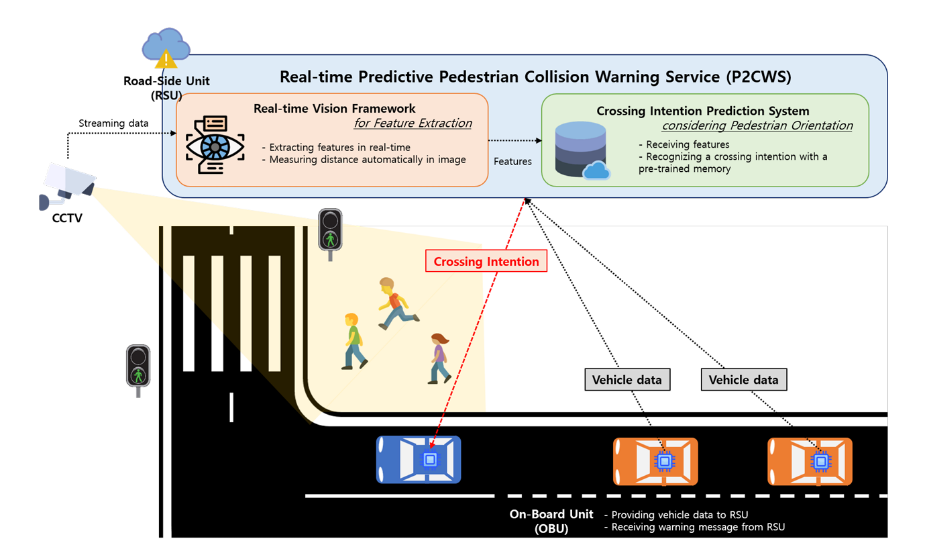 Real-time Predictive Pedestrian Collision Warning Service (P2CWS)
Road-Side Unit
(RSU)
Real-time Vision Framework
for Feature Extraction
- Extracting features in real-time
- Measuring distance automatically in image
Crossing Intention Prediction System
considering Pedestrian Orientation
- Receiving features
- Recognizing a crossing intention with a
pre-trained memory
Streaming data
Features
CCTV
Crossing Intention
Vehicle data
Vehicle data
On-Board Unit
(OBU)
- Providing vehicle data to RSU
- Receiving warning message from RSU